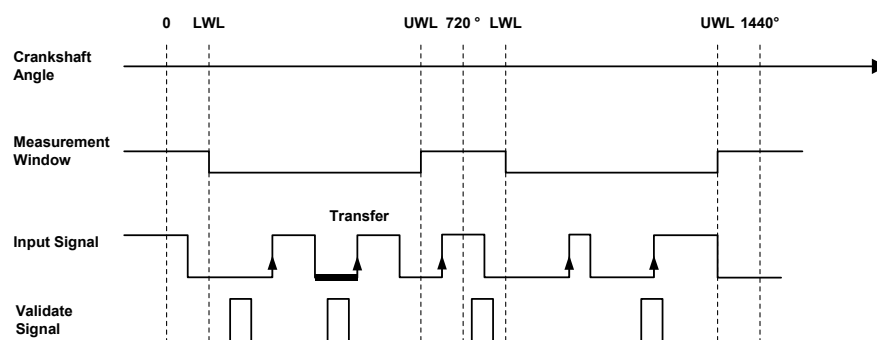 0 LWL UWL 720 ° LWL UWL 1440°
Crankshaft
Angle
Measurement
Window
Transfer
Input Signal
Validate
Signal